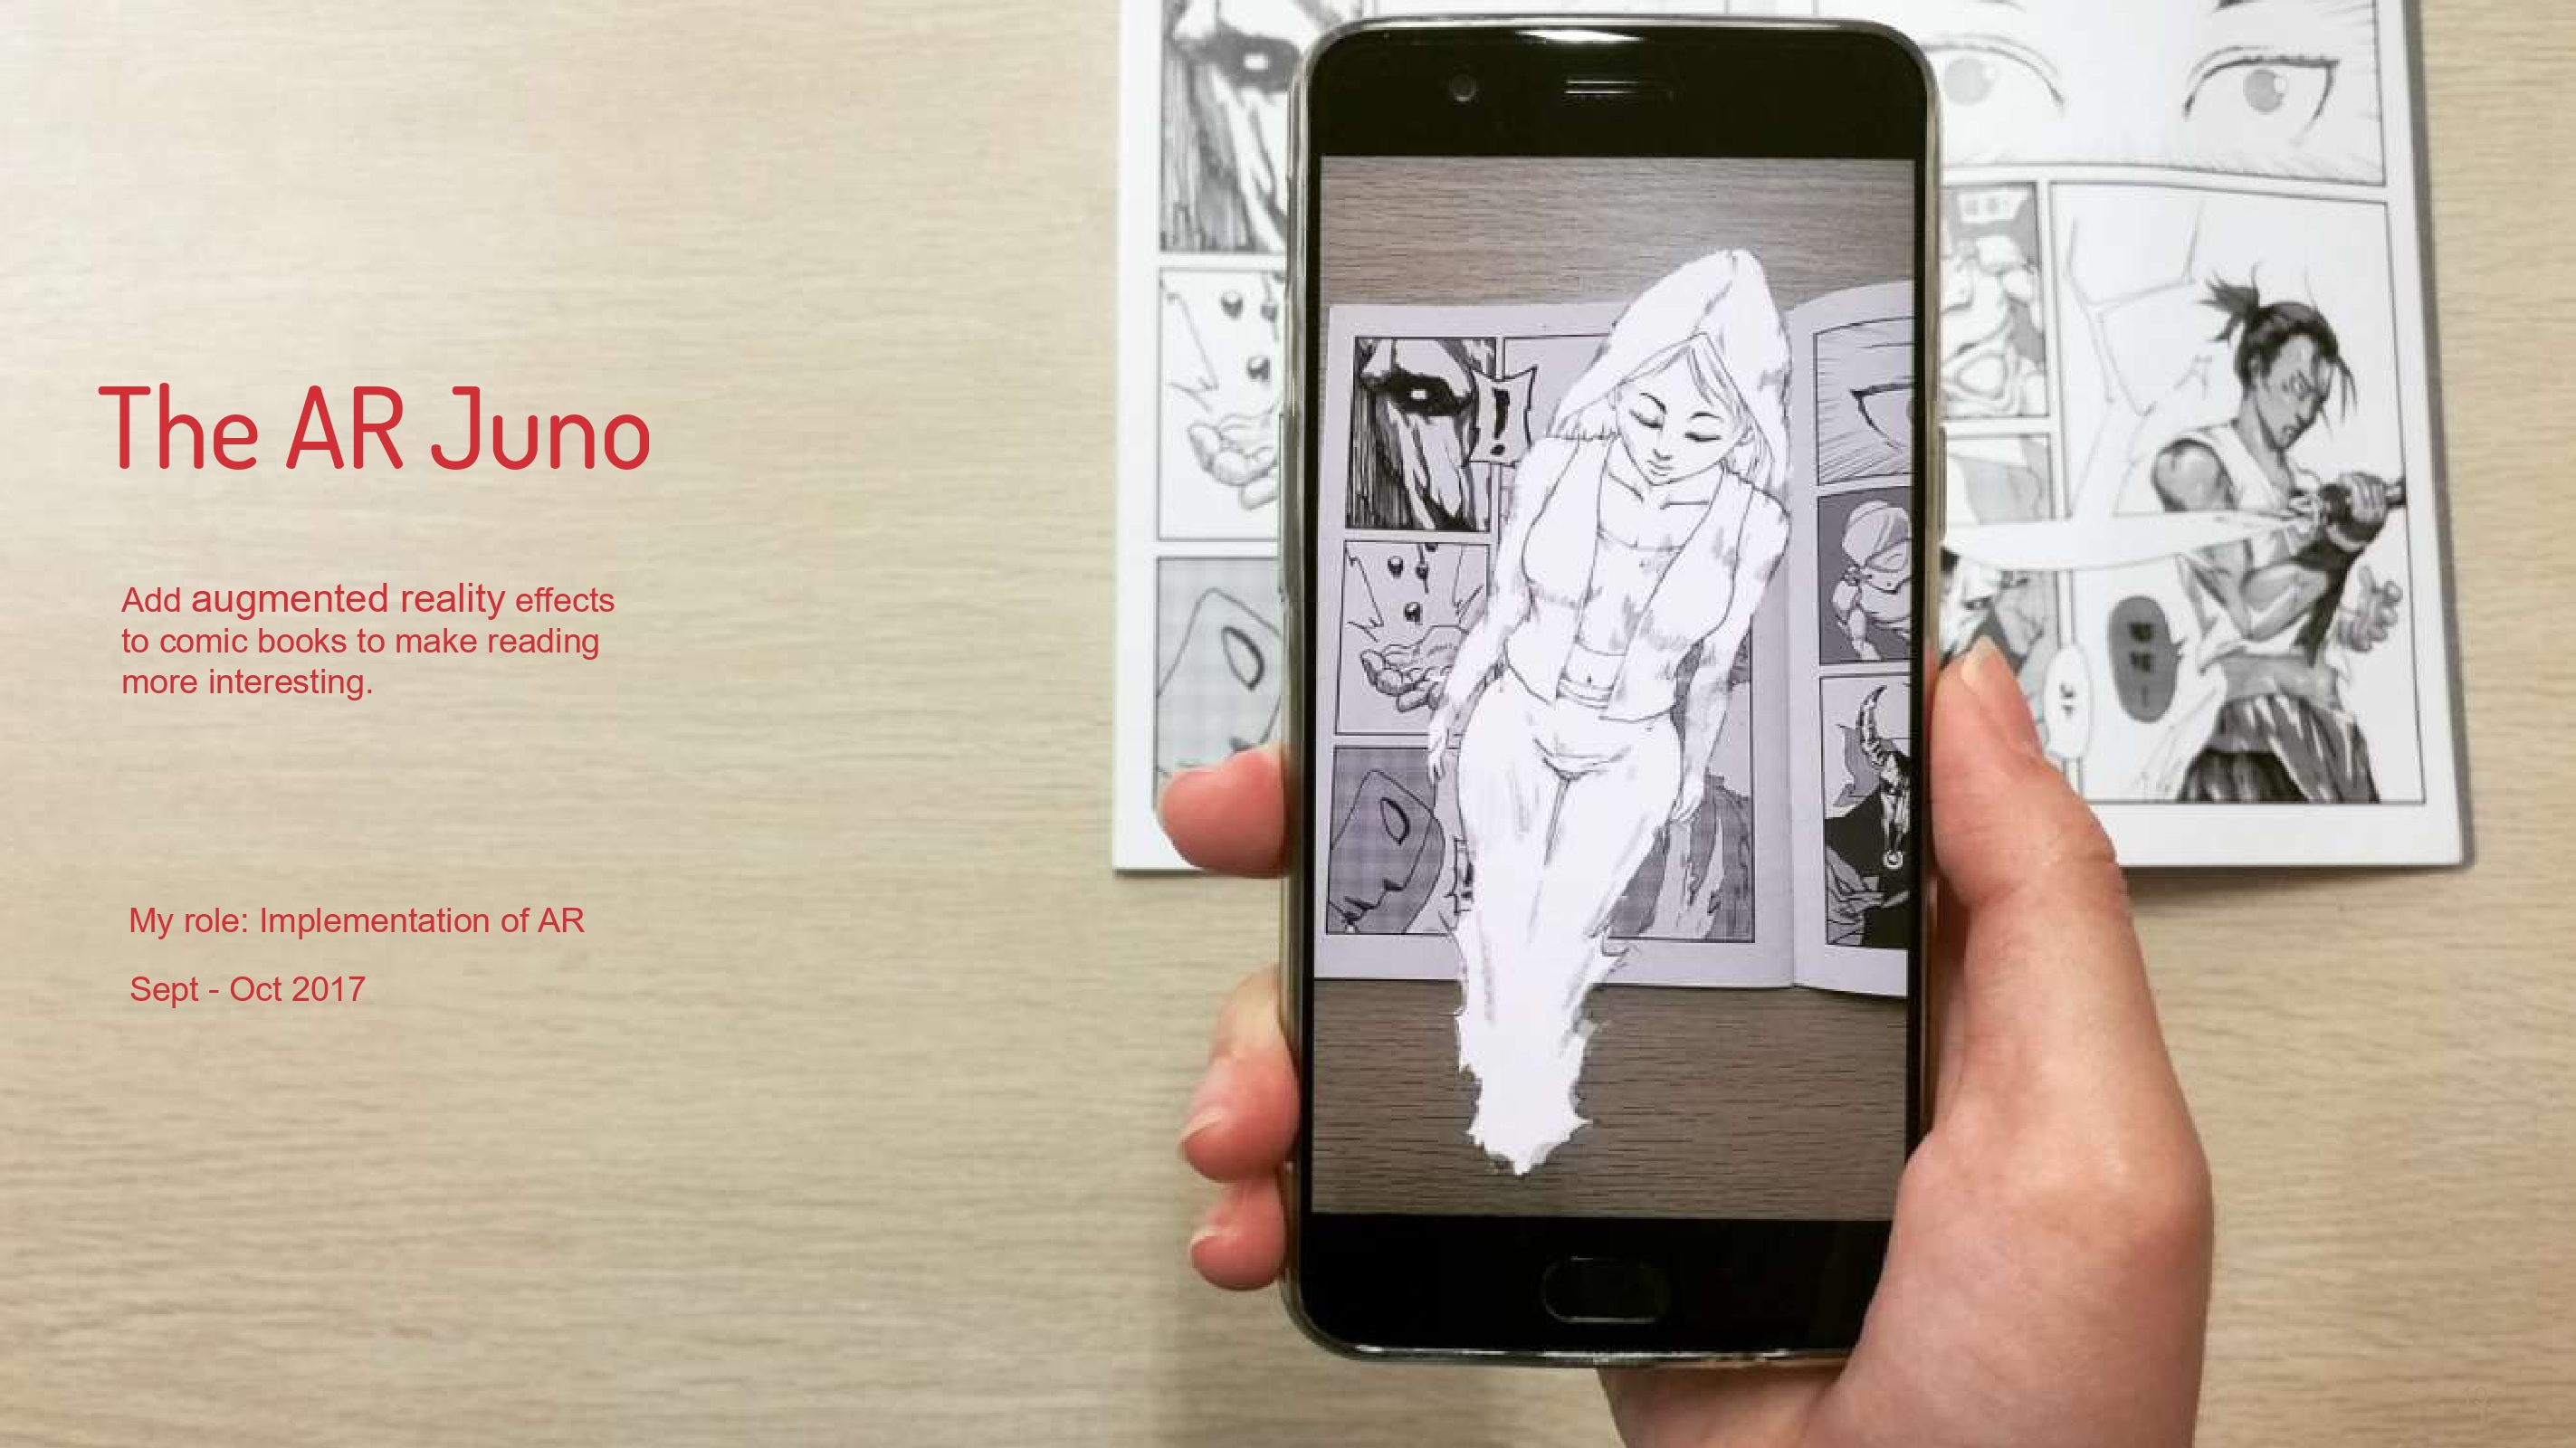 The AR Juno
Add augmented reality effects
to comic books to make reading
more interesting.
My role: Implementation of AR
Sept - Oct 2017
!